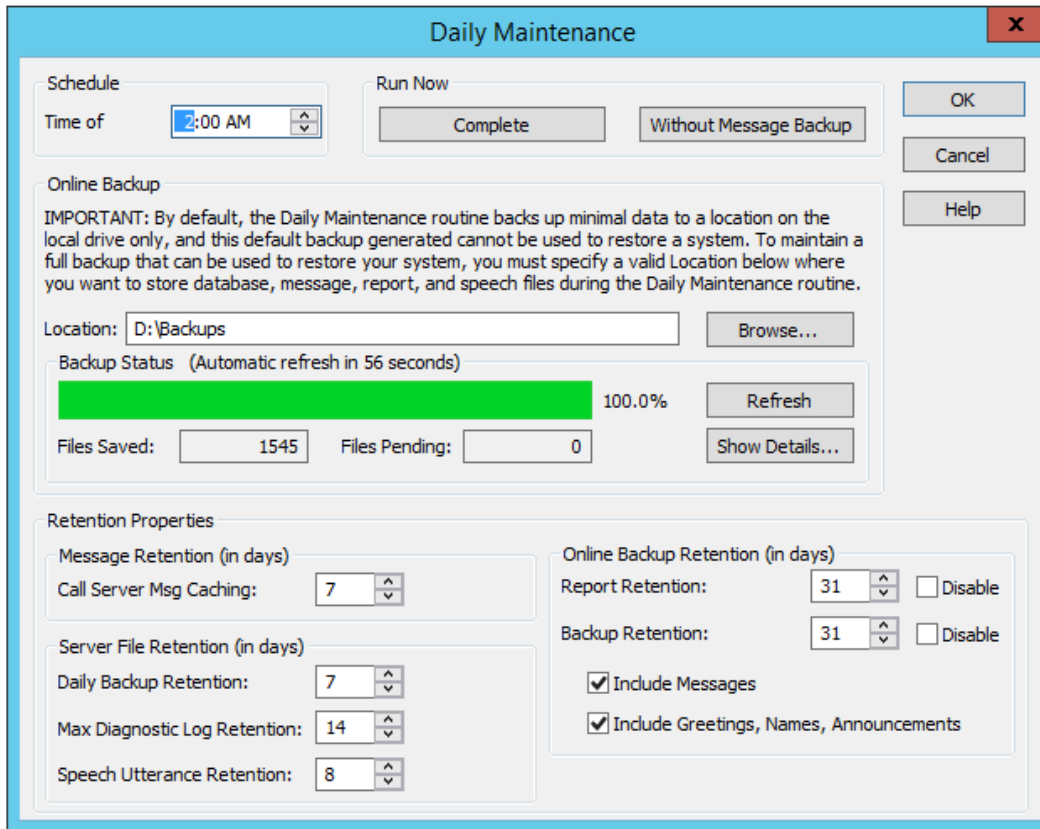 Daily Maintenance
x
Schedule
Time of 2:00 AM
Run Now
Complete Without Message Backup
OK
Cancel
Help
Online Backup
IMPORTANT: By default, the Daily Maintenance routine backs up minimal data to a location on the
local drive only, and this default backup generated cannot be used to restore a system. To maintain a
full backup that can be used to restore your system, you must specify a valid Location below where
you want to store database, message, report, and speech files during the Daily Maintenance routine.
Location: D:\Backups Browse...
Backup Status (Automatic refresh in 56 seconds)
100.0% Refresh
Files Saved: 1545 Files Pending: 0 Show Details...
Retention Properties
Message Retention (in days)
Call Server Msg Caching: 7
Server File Retention (in days)
Daily Backup Retention: 7
Max Diagnostic Log Retention: 14
Speech Utterance Retention: 8
Online Backup Retention (in days)
Report Retention: 31 Disable
Backup Retention: 31 Disable
Include Messages
Include Greetings, Names, Announcements